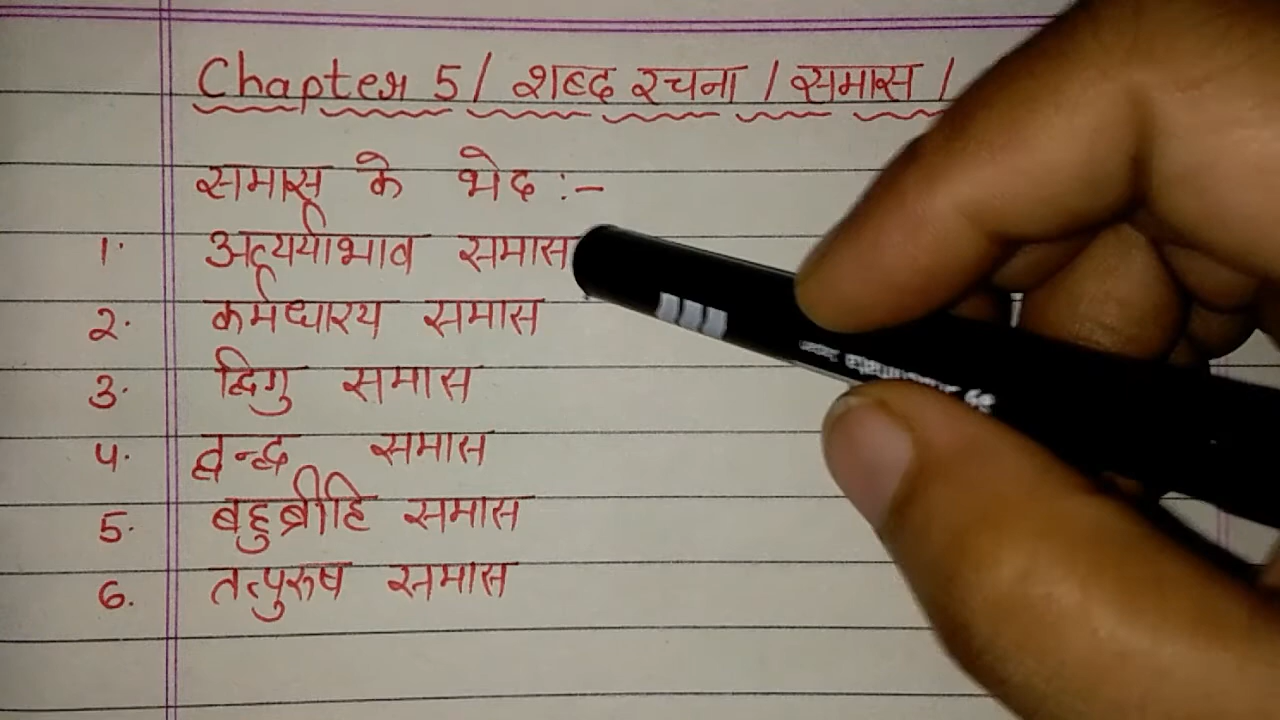 Chapter 5 / शब्द रचना / समास /
समास के भेद :-
1. अव्ययीभाव समास
2. कर्मधारय समास
3. द्विगु समास
4. द्वन्द्व समास
5. बहुब्रीहि समास
6. तत्पुरुष समास